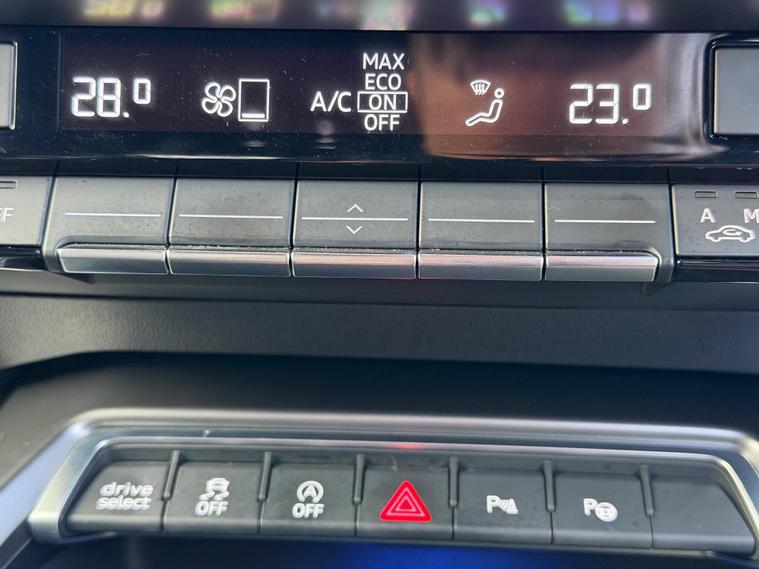 28.0
A/C
MAX
ECO
ON
OFF
23.0
A M
drive
select
OFF
A
OFF
P
P